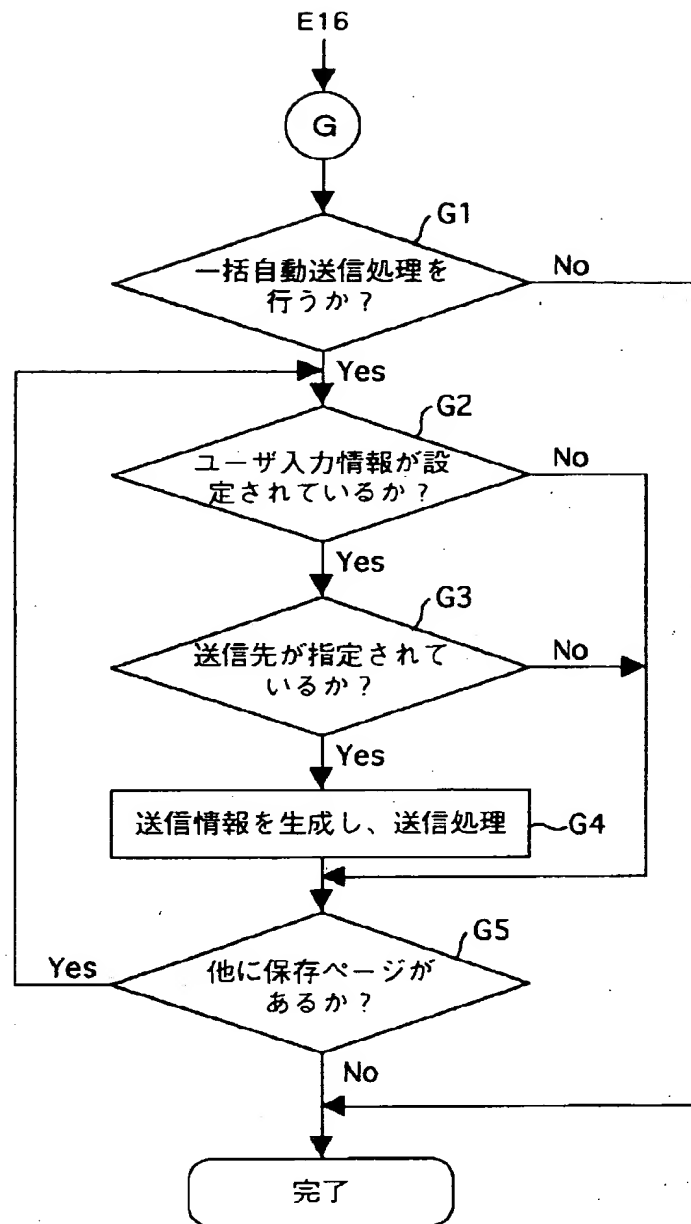 E16
G
G1
一括自動送信処理を
行うか？
No
Yes
G2
ユーザ入力情報が設
定されているか？
No
Yes
G3
送信先が指定されて
いるか？
No
Yes
送信情報を生成し、送信処理
G4
G5
他に保存ページが
あるか？
Yes
No
完了